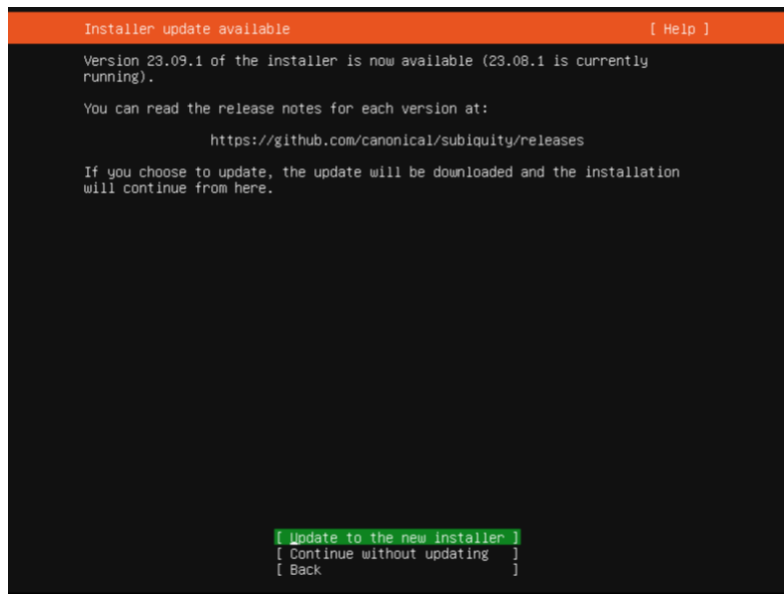 Installer update available [ Help ]
Version 23.09.1 of the installer is now available (23.08.1 is currently
running).
You can read the release notes for each version at:
https://github.com/canonical/subiquity/releases
If you choose to update, the update will be downloaded and the installation
will continue from here.
[ Update to the new installer ]
[ Continue without updating ]
[ Back ]